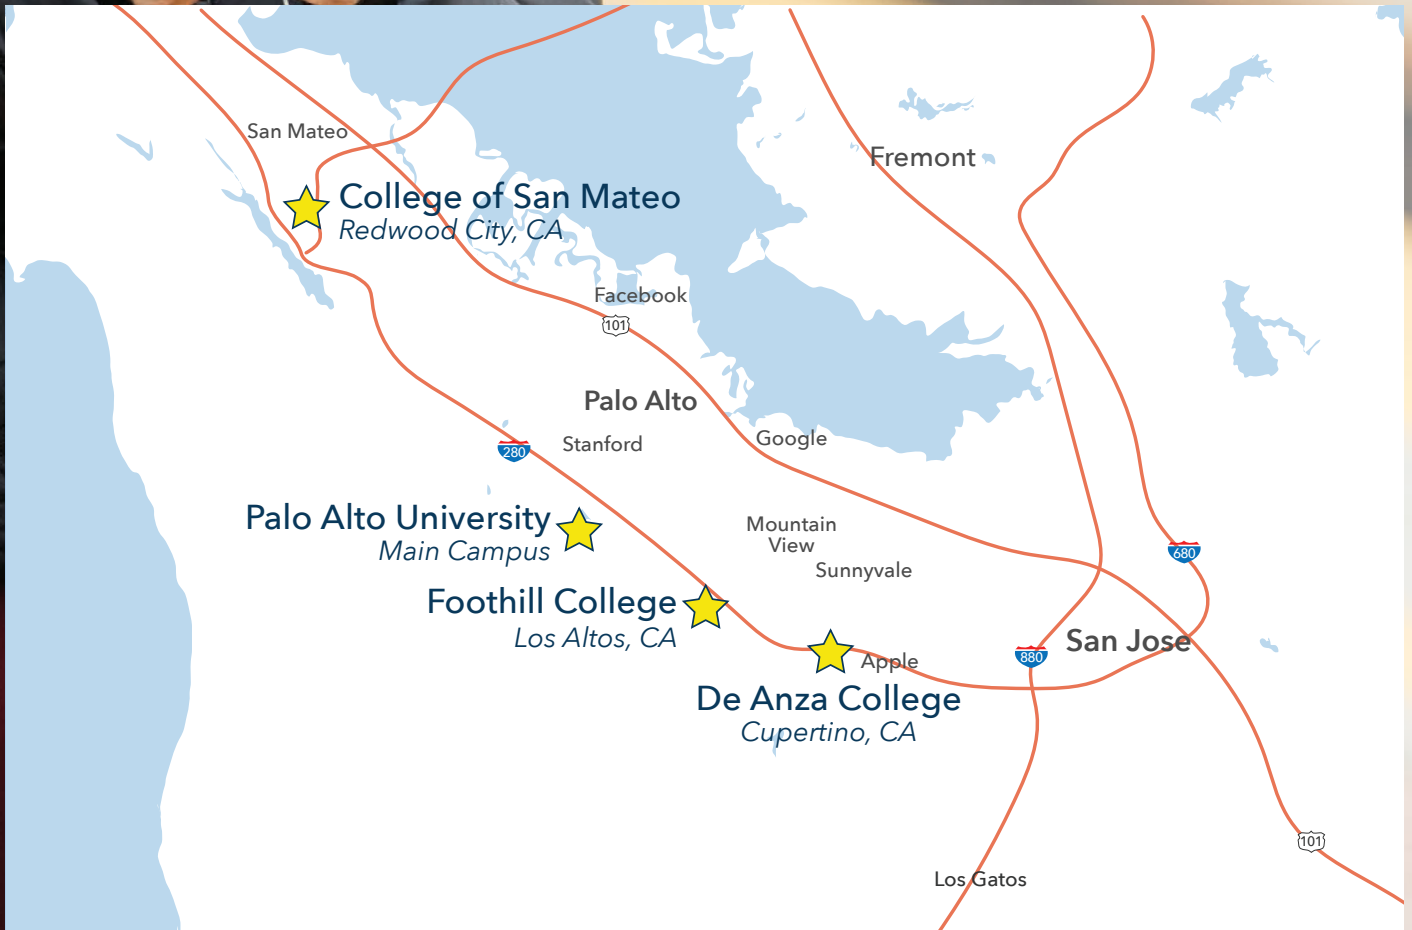 San Mateo
Fremont
College of San Mateo
Redwood City, CA
Facebook
101
Palo Alto
Google
Stanford
280
Palo Alto University
Main Campus
Mountain
View
Sunnyvale
680
Foothill College
Los Altos, CA
San Jose
880
Apple
De Anza College
Cupertino, CA
101
Los Gatos